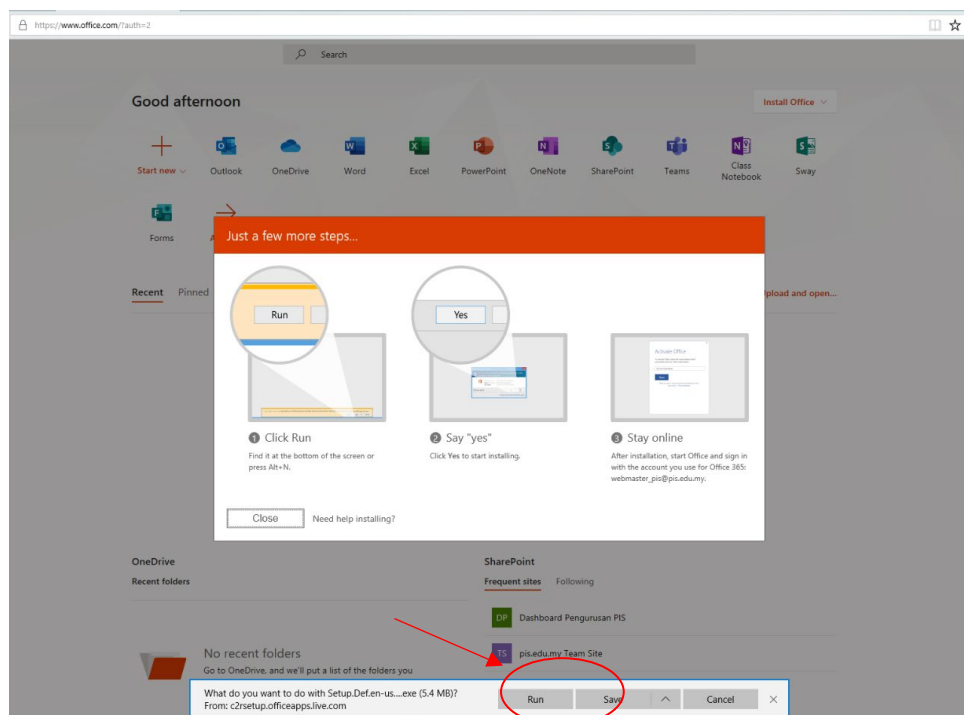 https://www.office.com/?auth=2
Search
Good afternoon
Install Office
Start new
Outlook
OneDrive
Word
Excel
PowerPoint
OneNote
SharePoint
Teams
Class Notebook
Sway
Forms
Just a few more steps...
Recent Pinned
pload and open...
Run
Yes
Activate Office
1 Click Run
Find it at the bottom of the screen or
press Alt+N.
2 Say "yes"
Click Yes to start installing.
3 Stay online
After installation, start Office and sign in
with the account you use for Office 365:
webmaster_pis@pis.edu.my.
Close Need help installing?
OneDrive
Recent folders
SharePoint
Frequent sites Following
DP Dashboard Pengurusan PIS
TS pis.edu.my Team Site
No recent folders
Go to OneDrive, and we'll put a list of the folders you
What do you want to do with Setup.Def.en-us....exe (5.4 MB)?
From: c2rsetup.officeapps.live.com
Run
Save
Cancel